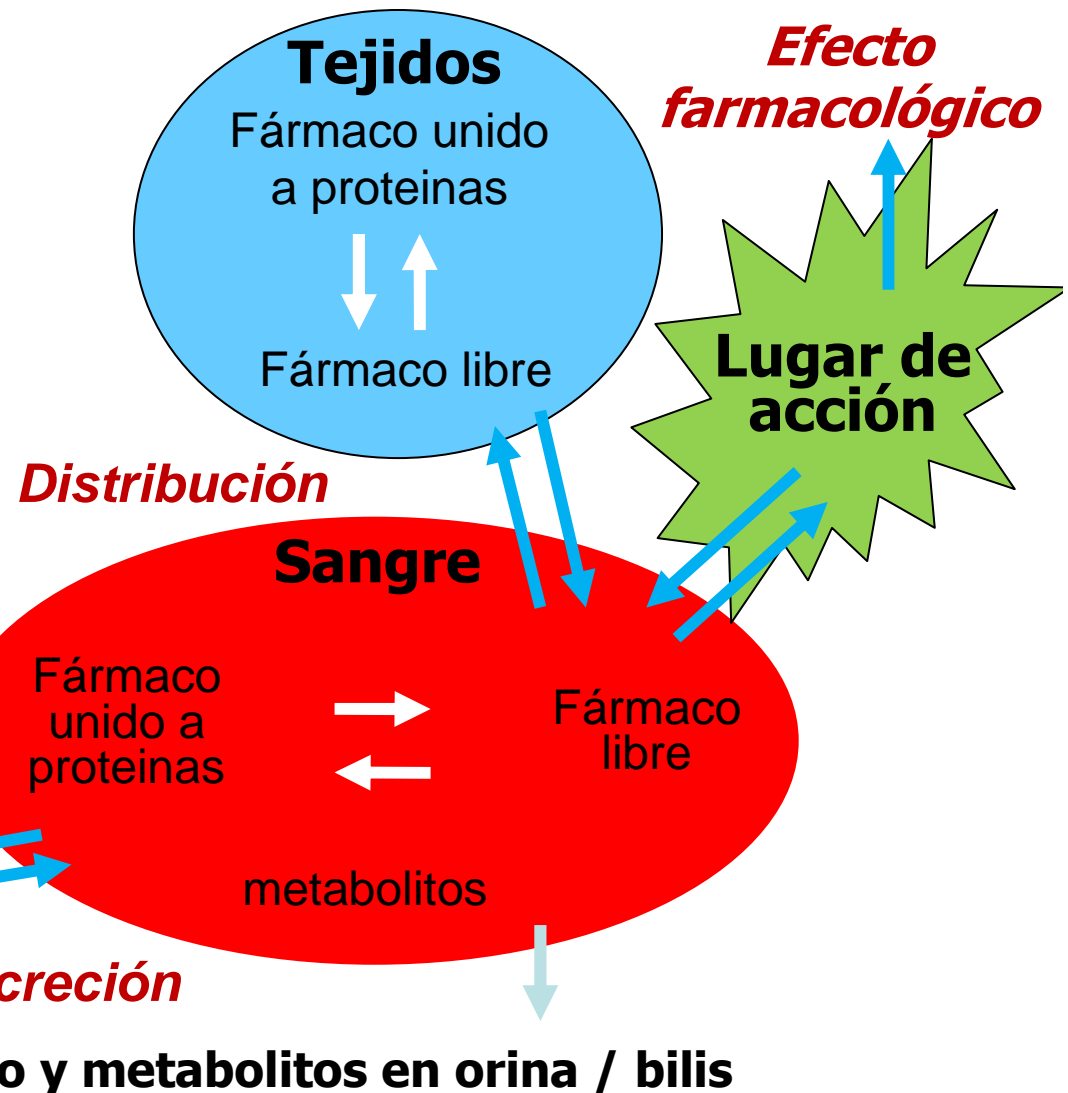 Tejidos
Fármaco unido
a proteinas
Fármaco libre
Efecto
farmacológico
Lugar de
acción
Distribución
Sangre
Fármaco
unido a
proteinas
Fármaco
libre
metabolitos
creción
o y metabolitos en orina / bilis